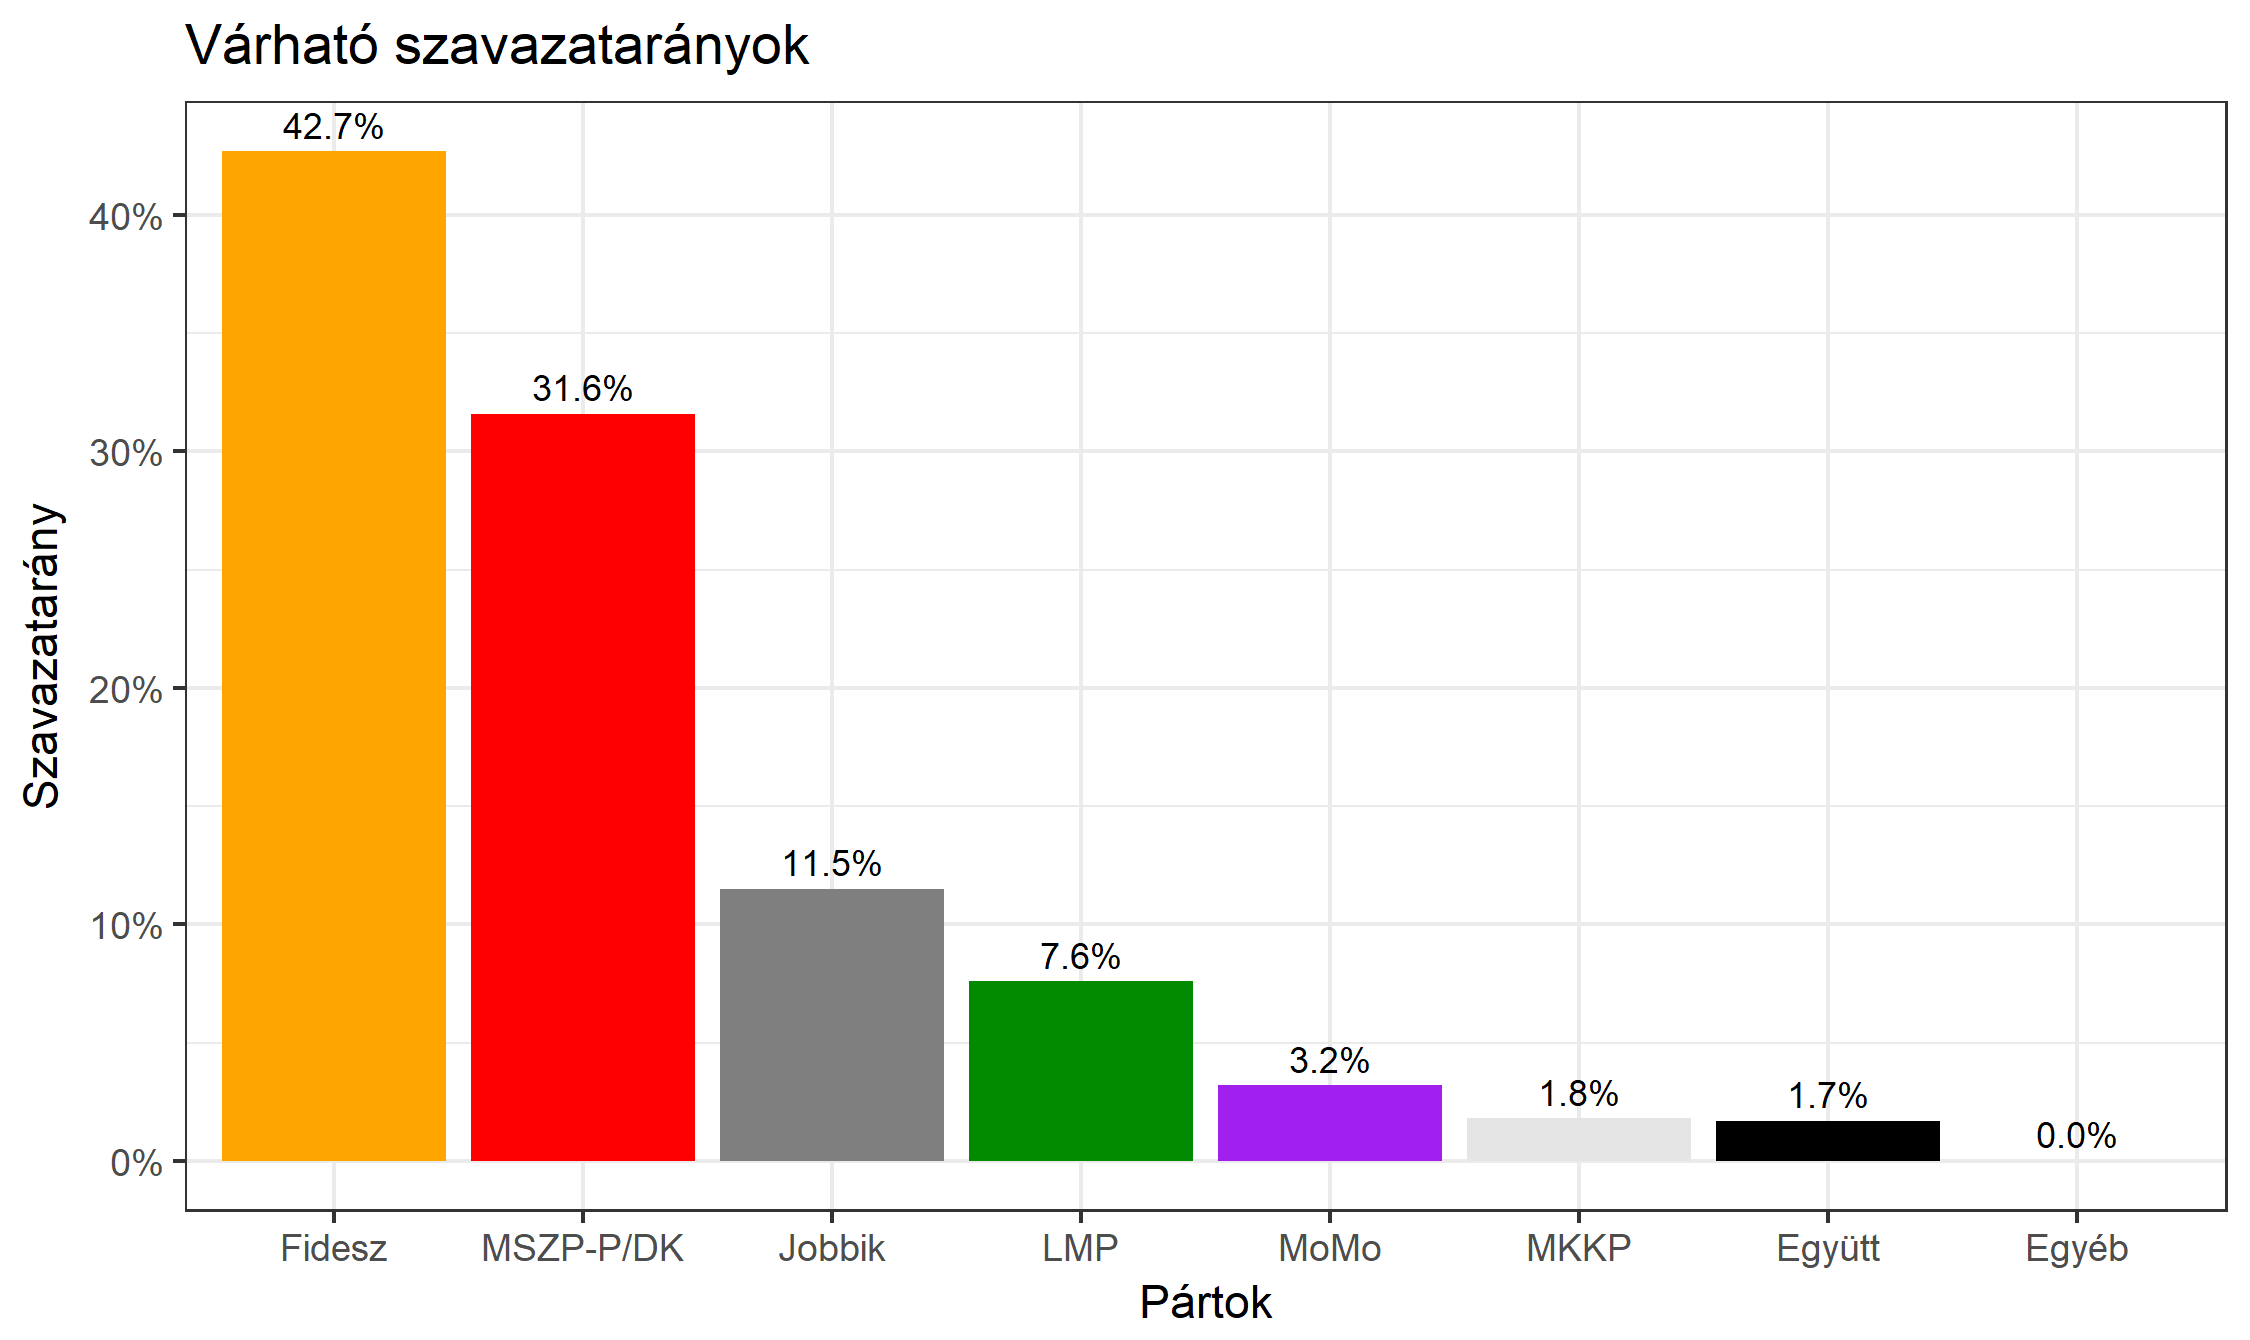 Várható szavazatarányok
42.7%
31.6%
11.5%
7.6%
3.2%
1.8%
1.7%
0.0%
40%
30%
20%
10%
0%
Szavazatarány
Fidesz
MSZP-P/DK
Jobbik
LMP
MoMo
MKKP
Együtt
Egyéb
Pártok